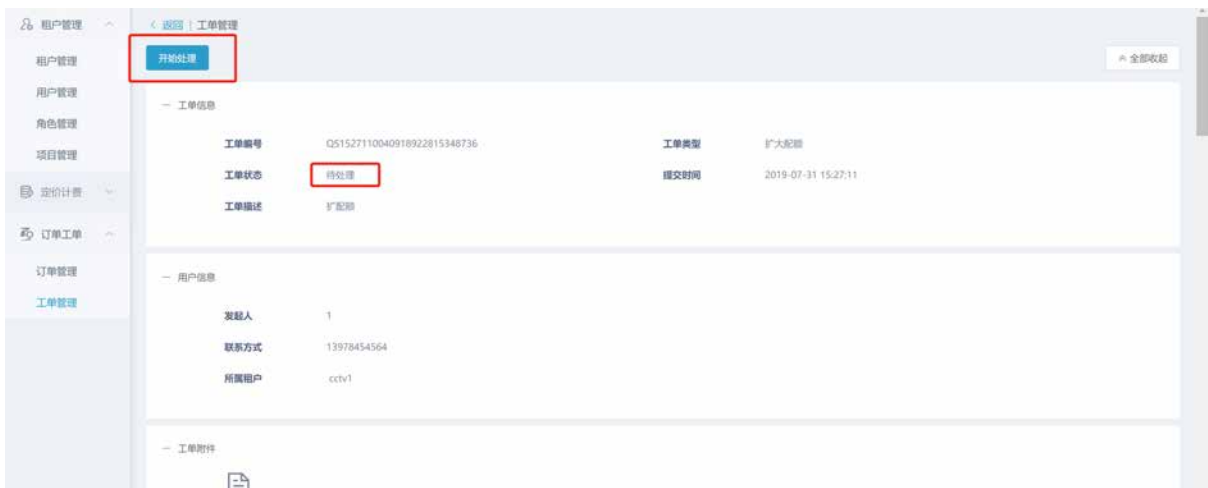 租户管理
租户管理
用户管理
角色管理
项目管理
定价计费
订单工单
订单管理
工单管理
< 返回 | 工单管理
开始处理
全部收起
工单信息
工单编号 QS15271100409189228153487​36 工单类型 扩大配额
工单状态 待处理 提交时间 2019-07-31 15:27:11
工单描述 扩配额
用户信息
发起人 1
联系方式 13978454564
所属租户 cctv1
工单附件